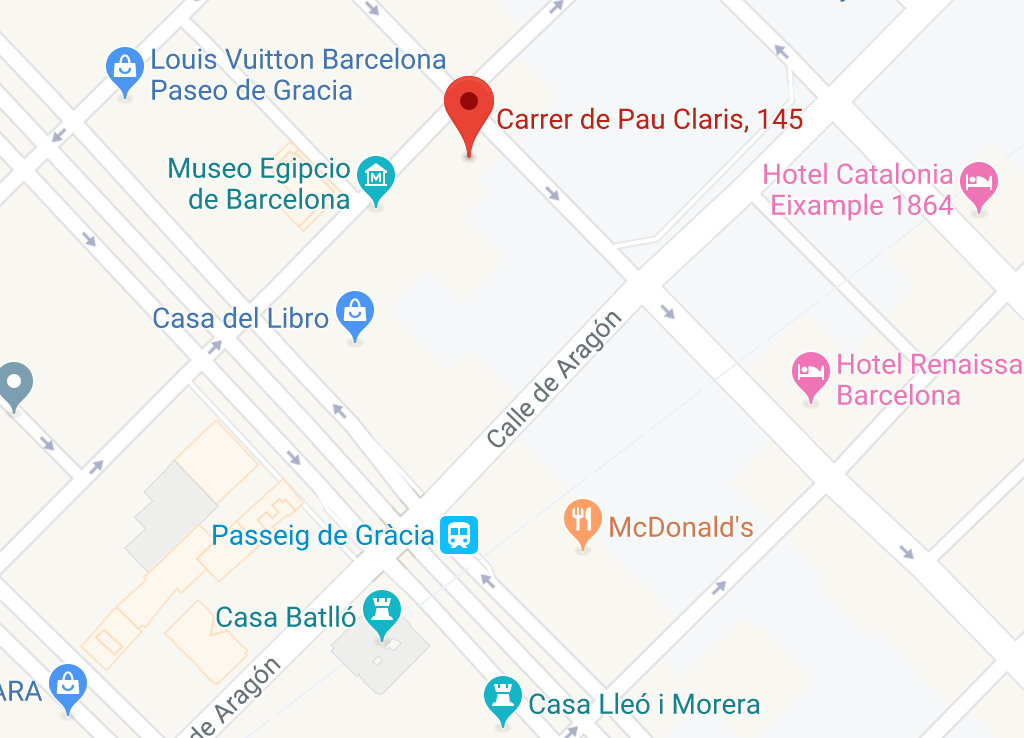 Louis Vuitton Barcelona
Paseo de Gracia
Carrer de Pau Claris, 145
Museo Egipcio
de Barcelona
Hotel Catalonia
Eixample 1864
Casa del Libro
Calle de Aragón
Hotel Renaissa
Barcelona
Passeig de Gràcia
McDonald's
Casa Batlló
ARA
de Aragón
Casa Lleó i Morera